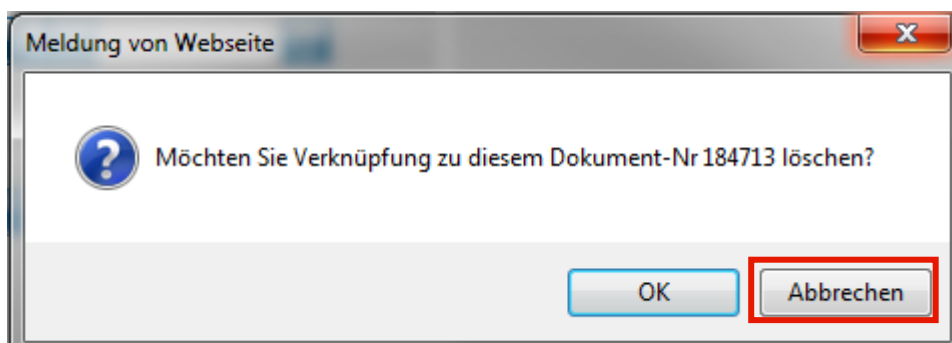 Meldung von Webseite
Möchten Sie Verknüpfung zu diesem Dokument-Nr 184713 löschen?
OK
Abbrechen